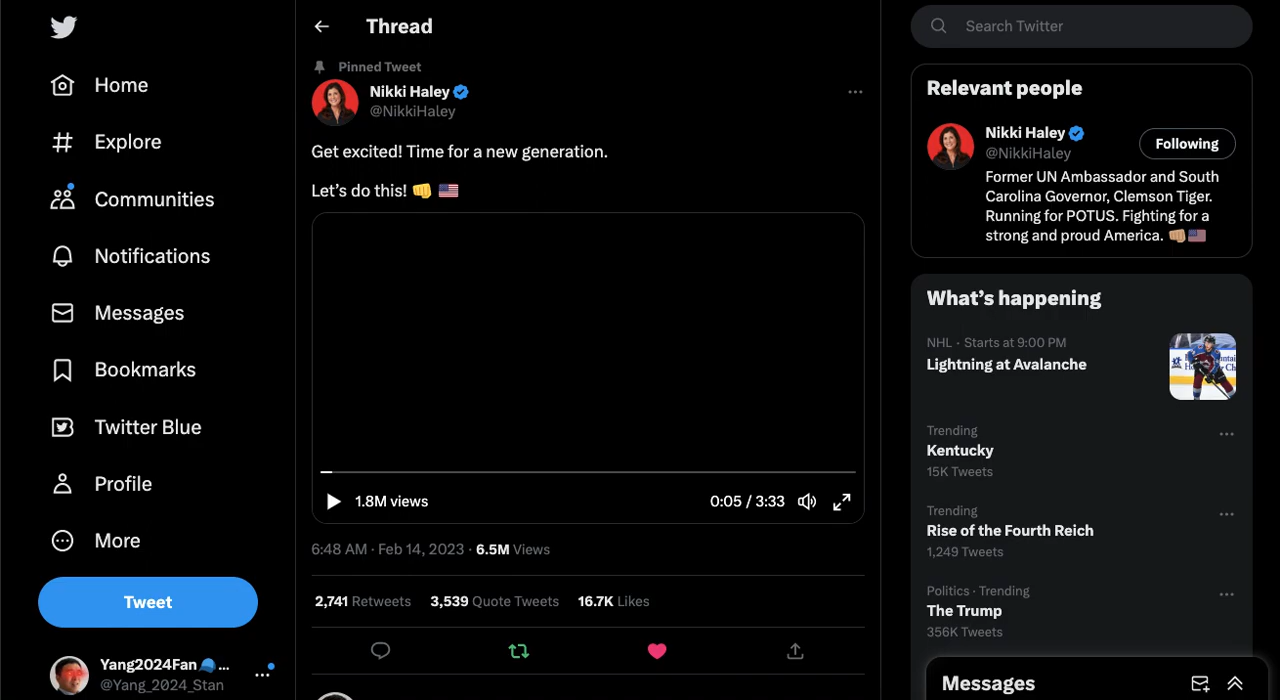 Home
Explore
Communities
Notifications
Messages
Bookmarks
Twitter Blue
Profile
More
Tweet
Yang2024Fan🧢...
@Yang_2024_Stan
Thread
Pinned Tweet
Nikki Haley
@NikkiHaley
Get excited! Time for a new generation.
Let’s do this! 👊 🇺🇸
1.8M views
0:05 / 3:33
6:48 AM · Feb 14, 2023 · 6.5M Views
2,741 Retweets 3,539 Quote Tweets 16.7K Likes
Search Twitter
Relevant people
Nikki Haley
@NikkiHaley
Following
Former UN Ambassador and South
Carolina Governor, Clemson Tiger.
Running for POTUS. Fighting for a
strong and proud America. 👊🏼🇺🇸
What’s happening
NHL · Starts at 9:00 PM
Lightning at Avalanche
Trending
Kentucky
15K Tweets
Trending
Rise of the Fourth Reich
1,249 Tweets
Politics · Trending
The Trump
356K Tweets
Messages